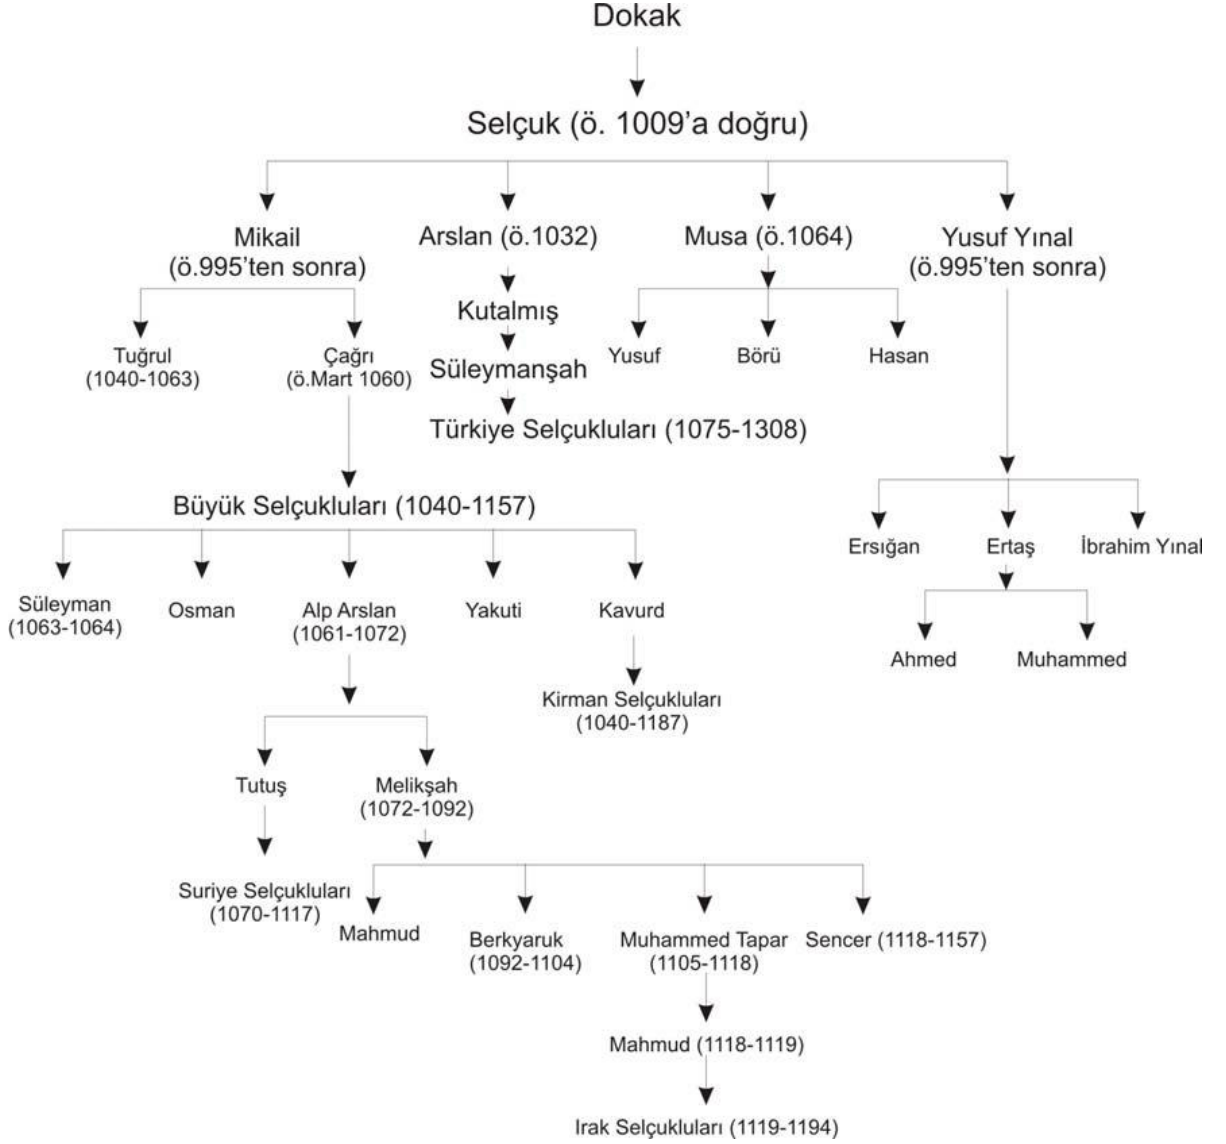 Dokak
Selçuk (ö. 1009’a doğru)
Mikail
(ö.995’ten sonra)
Arslan (ö.1032)
Musa (ö.1064)
Yusuf Yınal
(ö.995’ten sonra)
Kutalmış
Tuğrul
(1040-1063)
Çağrı
(ö.Mart 1060)
Süleymanşah
Yusuf
Börü
Hasan
Türkiye Selçukluları (1075-1308)
Büyük Selçukluları (1040-1157)
Ersığan
Ertaş
İbrahim Yınal
Süleyman
(1063-1064)
Osman
Alp Arslan
(1061-1072)
Yakuti
Kavurd
Ahmed
Muhammed
Kirman Selçukluları
(1040-1187)
Tutuş
Melikşah
(1072-1092)
Suriye Selçukluları
(1070-1117)
Mahmud
Berkyaruk
(1092-1104)
Muhammed Tapar
(1105-1118)
Sencer (1118-1157)
Mahmud (1118-1119)
Irak Selçukluları (1119-1194)